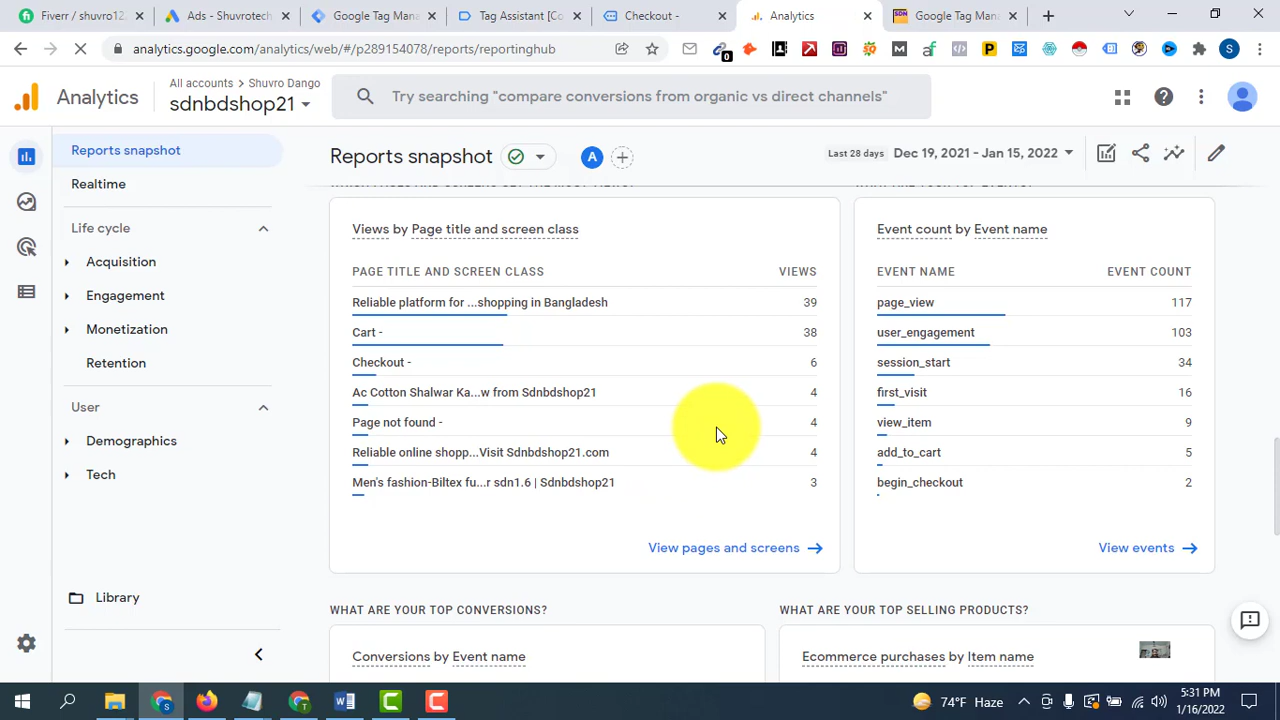 Fiverr / shuvro12
Ads - Shuvrotech
Google Tag Mana
Tag Assistant [Co
Checkout -
Analytics
Google Tag Mana
analytics.google.com/analytics/web/#/p289154078/reports/reportinghub
0
S
Analytics
All accounts > Shuvro Dango
sdnbdshop21
Try searching "compare conversions from organic vs direct channels"
Reports snapshot
Realtime
Life cycle
Acquisition
Engagement
Monetization
Retention
User
Demographics
Tech
Library
Reports snapshot
A
Last 28 days Dec 19, 2021 - Jan 15, 2022
Views by Page title and screen class
PAGE TITLE AND SCREEN CLASS VIEWS
Reliable platform for ...shopping in Bangladesh 39
Cart - 38
Checkout - 6
Ac Cotton Shalwar Ka...w from Sdnbdshop21 4
Page not found - 4
Reliable online shopp...Visit Sdnbdshop21.com 4
Men's fashion-Biltex fu...r sdn1.6 | Sdnbdshop21 3
View pages and screens
Event count by Event name
EVENT NAME EVENT COUNT
page_view 117
user_engagement 103
session_start 34
first_visit 16
view_item 9
add_to_cart 5
begin_checkout 2
View events
WHAT ARE YOUR TOP CONVERSIONS?
Conversions by Event name
WHAT ARE YOUR TOP SELLING PRODUCTS?
Ecommerce purchases by Item name
74°F Haze
5:31 PM
1/16/2022